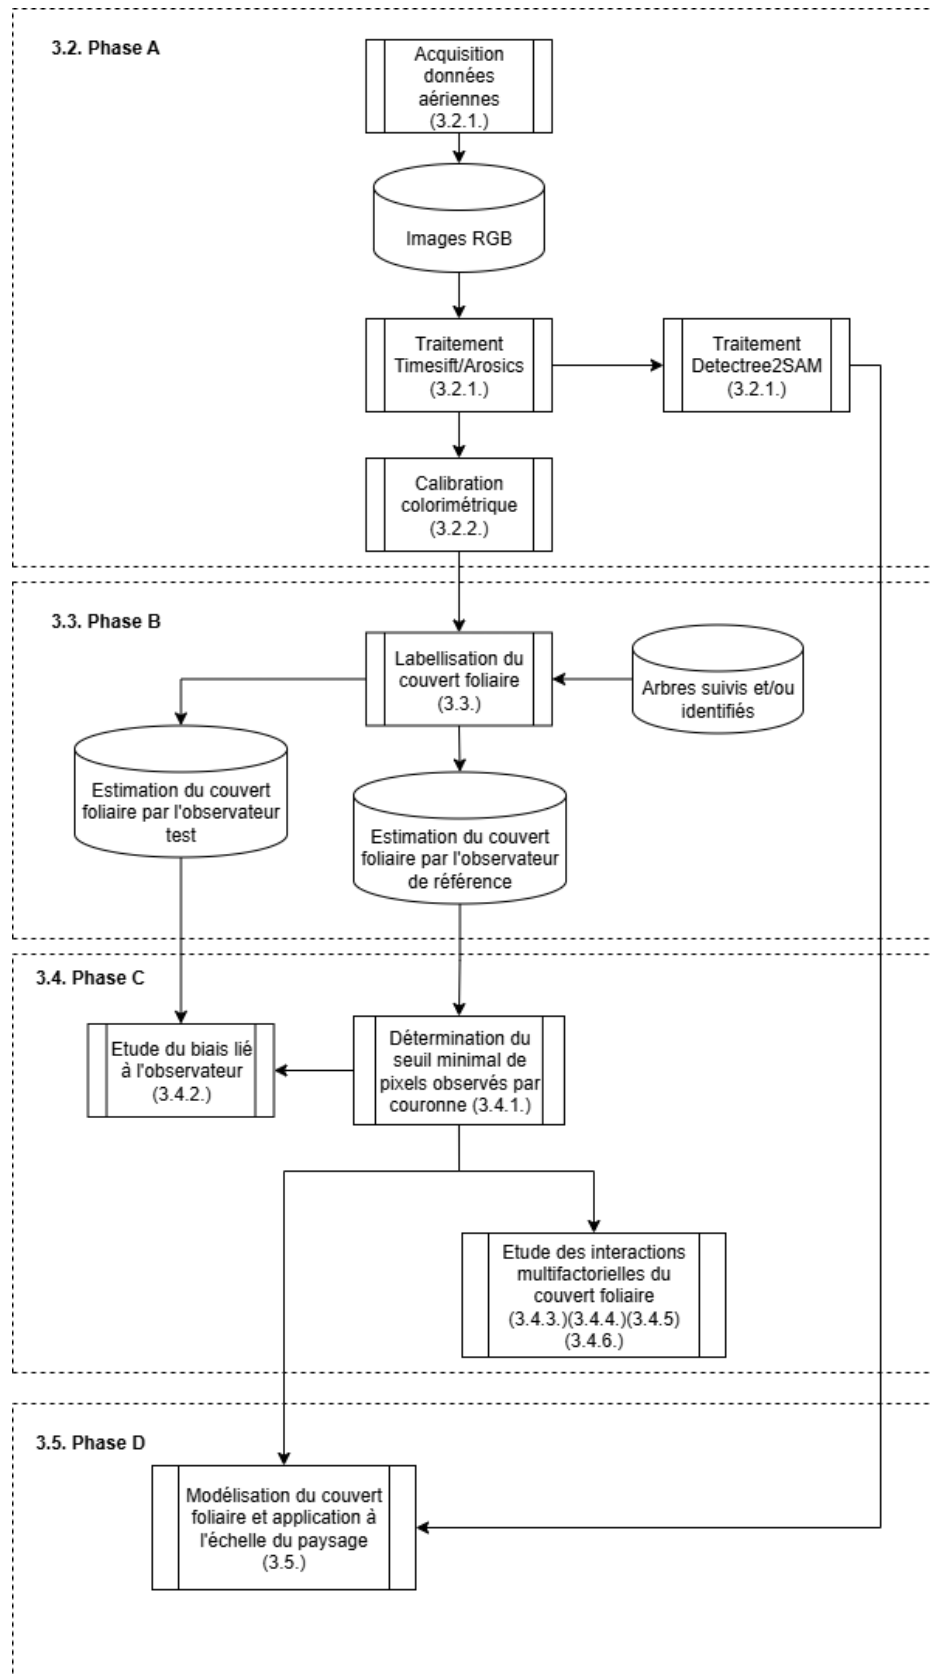 3.2. Phase A
Acquisition
données
aériennes
(3.2.1.)
Images RGB
Traitement
Timesift/Arosics
(3.2.1.)
Traitement
Detectree2SAM
(3.2.1.)
Calibration
colorimétrique
(3.2.2.)
3.3. Phase B
Labellisation du
couvert foliaire
(3.3.)
Arbres suivis et/ou
identifiés
Estimation du couvert
foliaire par l'observateur
test
Estimation du couvert
foliaire par l'observateur
de référence
3.4. Phase C
Etude du biais lié
à l'observateur
(3.4.2.)
Détermination du
seuil minimal de
pixels observés par
couronne (3.4.1.)
Etude des interactions
multifactorielles du
couvert foliaire
(3.4.3.)(3.4.4.)(3.4.5)
(3.4.6.)
3.5. Phase D
Modélisation du couvert
foliaire et application à
l'échelle du paysage
(3.5.)